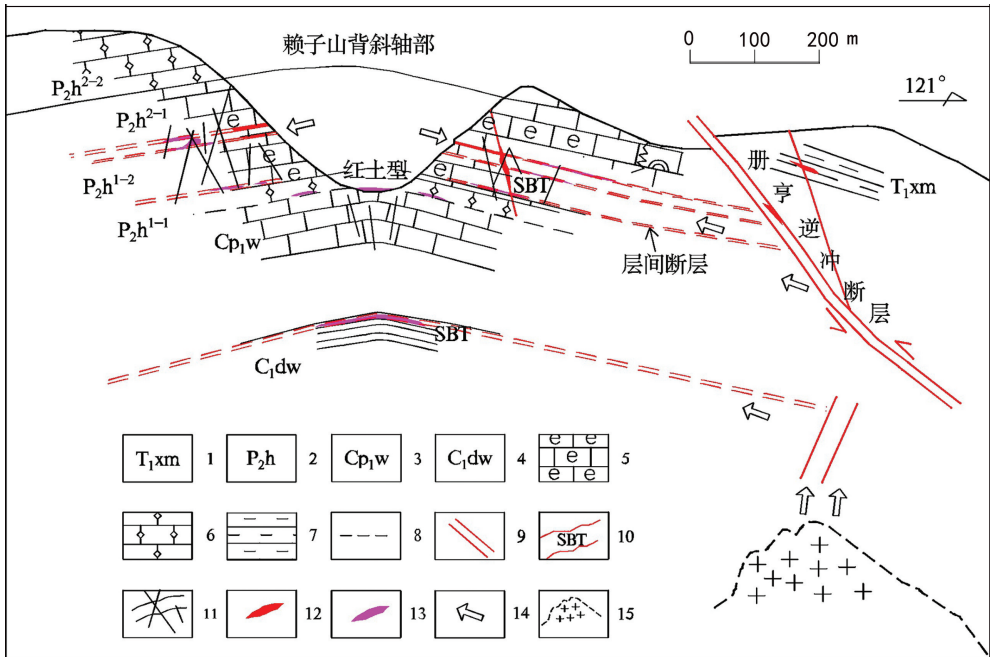 赖子山背斜轴部
0 100 200 m
121°
P₂h²⁻²
P₂h²⁻¹
P₂h¹⁻²
P₂h¹⁻¹
e e
e e
e
e
e
e e
e e
e
e
红土型
Cp₁w
SBT
层间断层
册亨逆冲断层
T₁xm
SBT
C₁dw
T₁xm 1
P₂h 2
Cp₁w 3
C₁dw 4
e e e e e 5
6
7
8
9
SBT 10
11
12
13
14
15